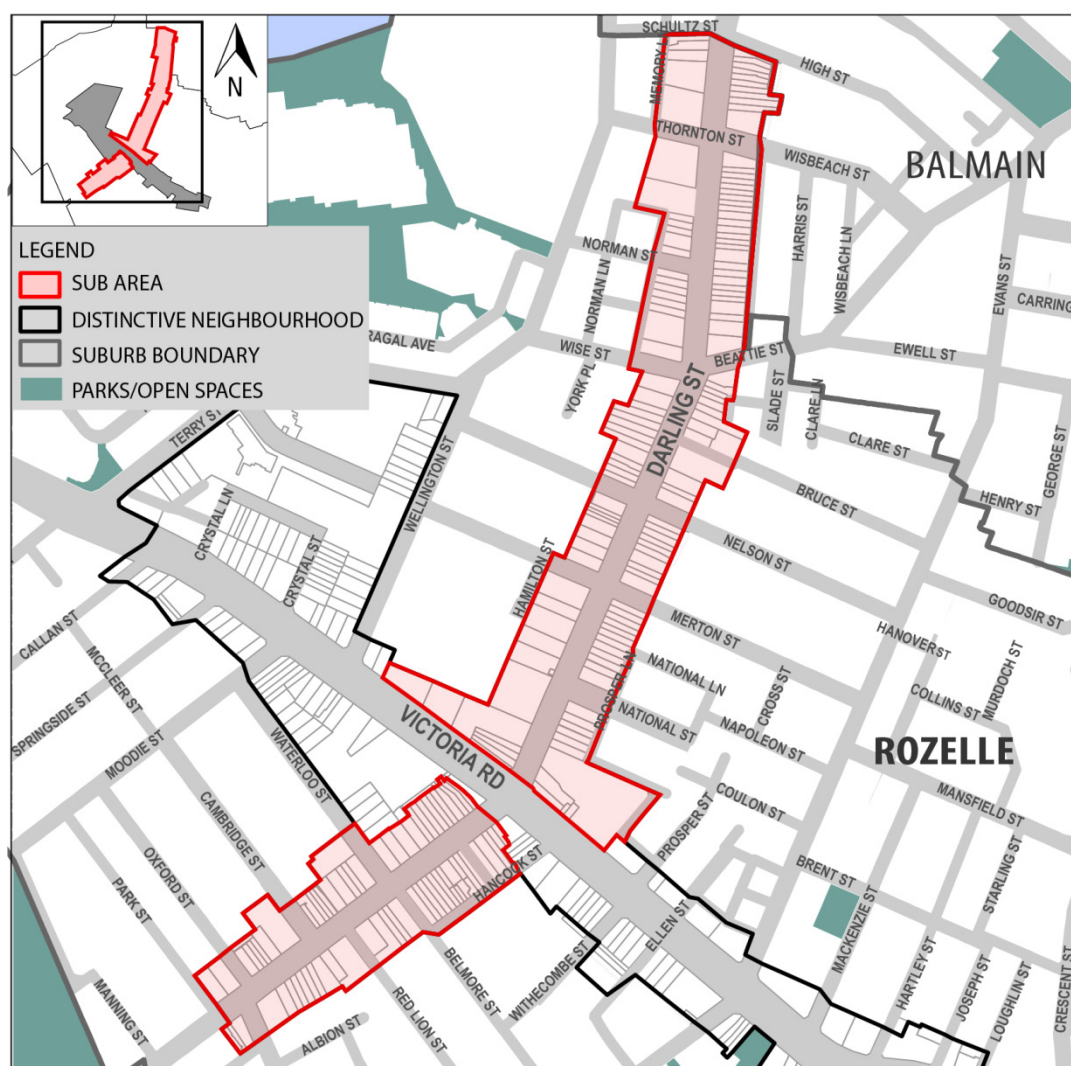 N
LEGEND
SUB AREA
DISTINCTIVE NEIGHBOURHOOD
SUBURB BOUNDARY
PARKS/OPEN SPACES
SCHULTZ ST
HIGH ST
THORNTON ST
WISBEACH ST
BALMAIN
HARRIS ST
WISBEACH LN
EVANS ST
CARRING
NORMAN ST
NORMAN LN
RAGAL AVE
WISE ST
YORK PL
BEATTIE ST
EWELL ST
DARLING ST
SLADE ST
CLARE LN
CLARE ST
GEORGE ST
HENRY ST
TERRY ST
WELLINGTON ST
CRYSTAL LN
CRYSTAL ST
BRUCE ST
NELSON ST
HAMILTON ST
GOODSIR ST
MERTON ST
HANOVER ST
MURDOCH ST
COLLINS ST
CALLAN ST
MCCLEER ST
SPRINGSIDE ST
MOODIE ST
NATIONAL LN
CROSS ST
PROSPER LN
NATIONAL ST
NAPOLEON ST
ROZELLE
VICTORIA RD
WATERLOO ST
MANSFIELD ST
COULON ST
PROSPER ST
CAMBRIDGE ST
OXFORD ST
PARK ST
HANCOCK ST
BRENT ST
STARLING ST
MACKENZIE ST
ELLEN ST
WITHECOMBE ST
BELMORE ST
RED LION ST
ALBION ST
MANNING ST
HARTLEY ST
JOSEPH ST
LOUGHLIN ST
CRESCENT ST